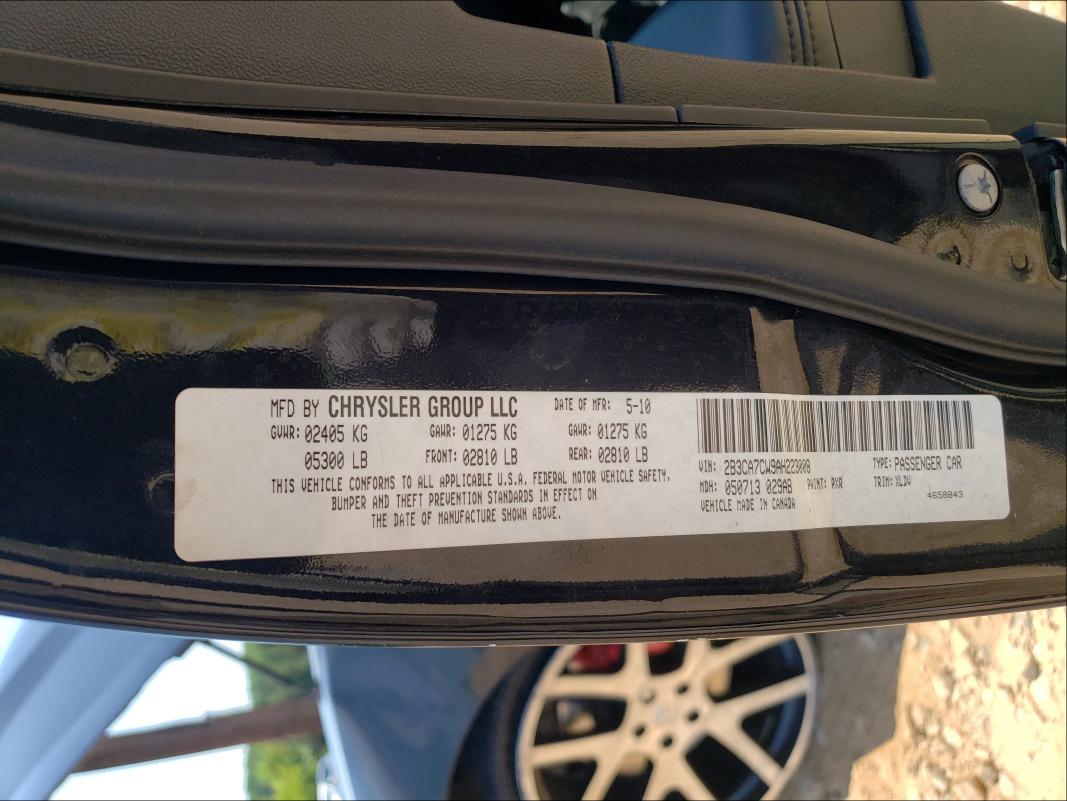 MFD BY CHRYSLER GROUP LLC DATE OF MFR: 5-10
GVWR: 02405 KG GAWR: 01275 KG GAWR: 01275 KG
05300 LB FRONT: 02810 LB REAR: 02810 LB
THIS VEHICLE CONFORMS TO ALL APPLICABLE U.S.A. FEDERAL MOTOR VEHICLE SAFETY,
BUMPER AND THEFT PREVENTION STANDARDS IN EFFECT ON
THE DATE OF MANUFACTURE SHOWN ABOVE.
VIN: 2B3CA7CW9AH223008 TYPE: PASSENGER CAR
MDH: 050713 029AB PAINT: PXR TRIM: XLDV
VEHICLE MADE IN CANADA 4658843